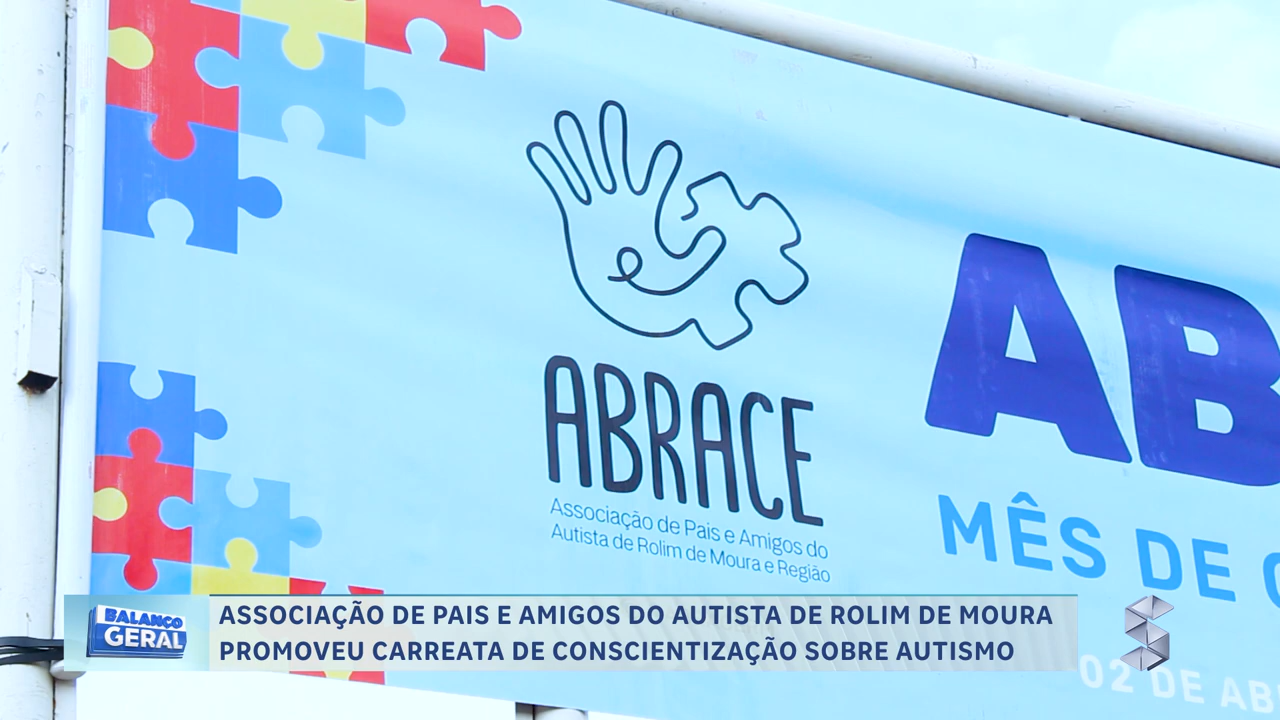 ABRACE
Associação de Pais e Amigos do
Autista de Rolim de Moura e Região
AB
MÊS DE
02 DE AB
BALANÇO
GERAL
ASSOCIAÇÃO DE PAIS E AMIGOS DO AUTISTA DE ROLIM DE MOURA
PROMOVEU CARREATA DE CONSCIENTIZAÇÃO SOBRE AUTISMO